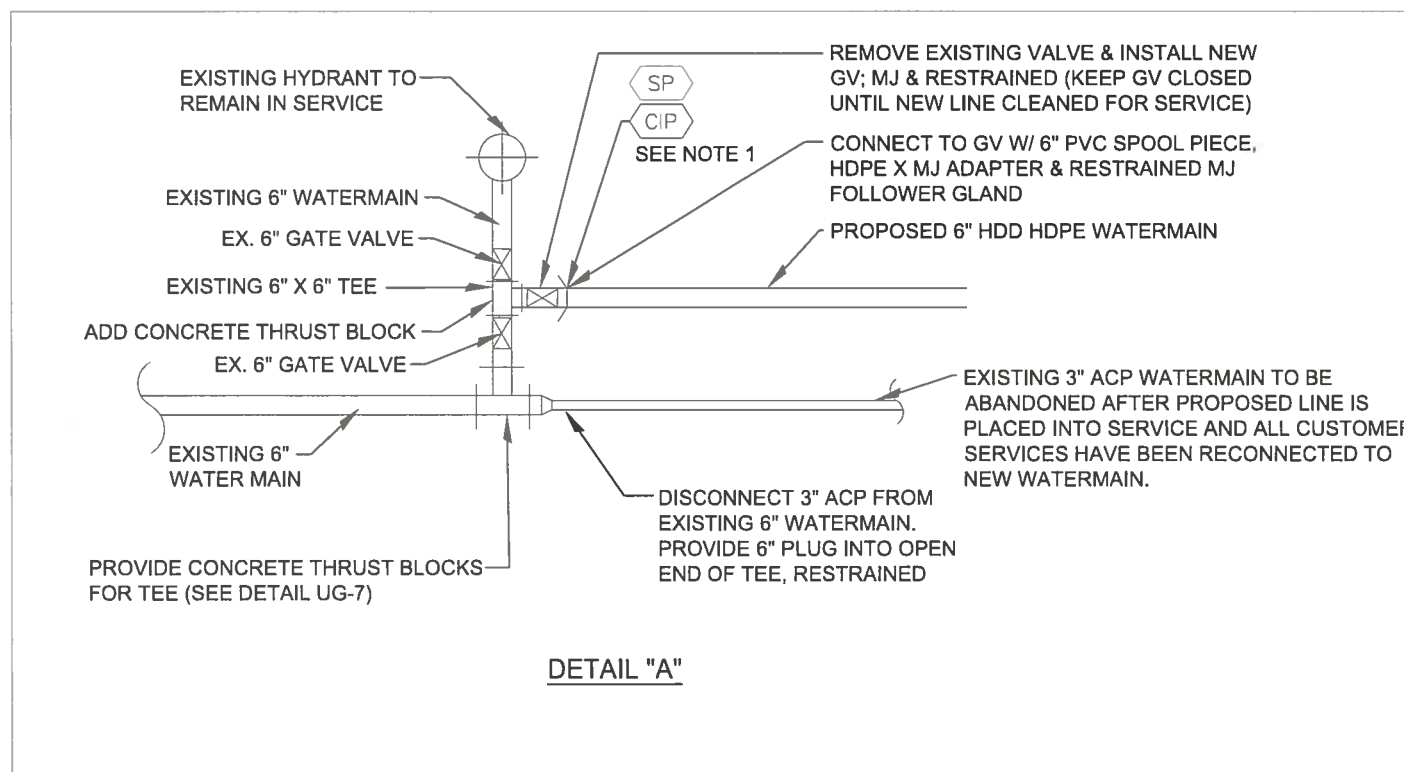 EXISTING HYDRANT TO
REMAIN IN SERVICE
SP
CIP
SEE NOTE 1
REMOVE EXISTING VALVE & INSTALL NEW
GV; MJ & RESTRAINED (KEEP GV CLOSED
UNTIL NEW LINE CLEANED FOR SERVICE)
CONNECT TO GV W/ 6" PVC SPOOL PIECE,
HDPE X MJ ADAPTER & RESTRAINED MJ
FOLLOWER GLAND
PROPOSED 6" HDD HDPE WATERMAIN
EXISTING 6" WATERMAIN
EX. 6" GATE VALVE
EXISTING 6" X 6" TEE
ADD CONCRETE THRUST BLOCK
EX. 6" GATE VALVE
EXISTING 6"
WATER MAIN
EXISTING 3" ACP WATERMAIN TO BE
ABANDONED AFTER PROPOSED LINE IS
PLACED INTO SERVICE AND ALL CUSTOMER
SERVICES HAVE BEEN RECONNECTED TO
NEW WATERMAIN.
DISCONNECT 3" ACP FROM
EXISTING 6" WATERMAIN.
PROVIDE 6" PLUG INTO OPEN
END OF TEE, RESTRAINED
PROVIDE CONCRETE THRUST BLOCKS
FOR TEE (SEE DETAIL UG-7)
DETAIL "A"